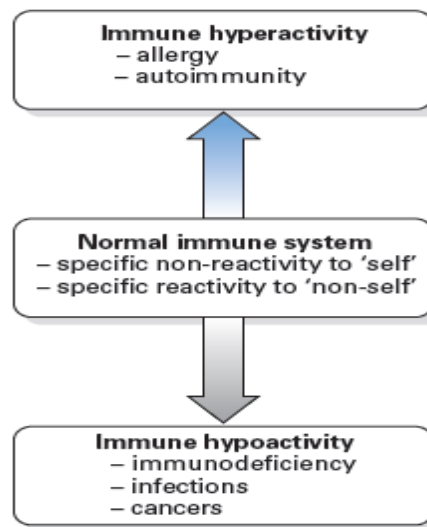 Immune hyperactivity
– allergy
– autoimmunity
Normal immune system
– specific non-reactivity to ‘self’
– specific reactivity to ‘non-self’
Immune hypoactivity
– immunodeficiency
– infections
– cancers